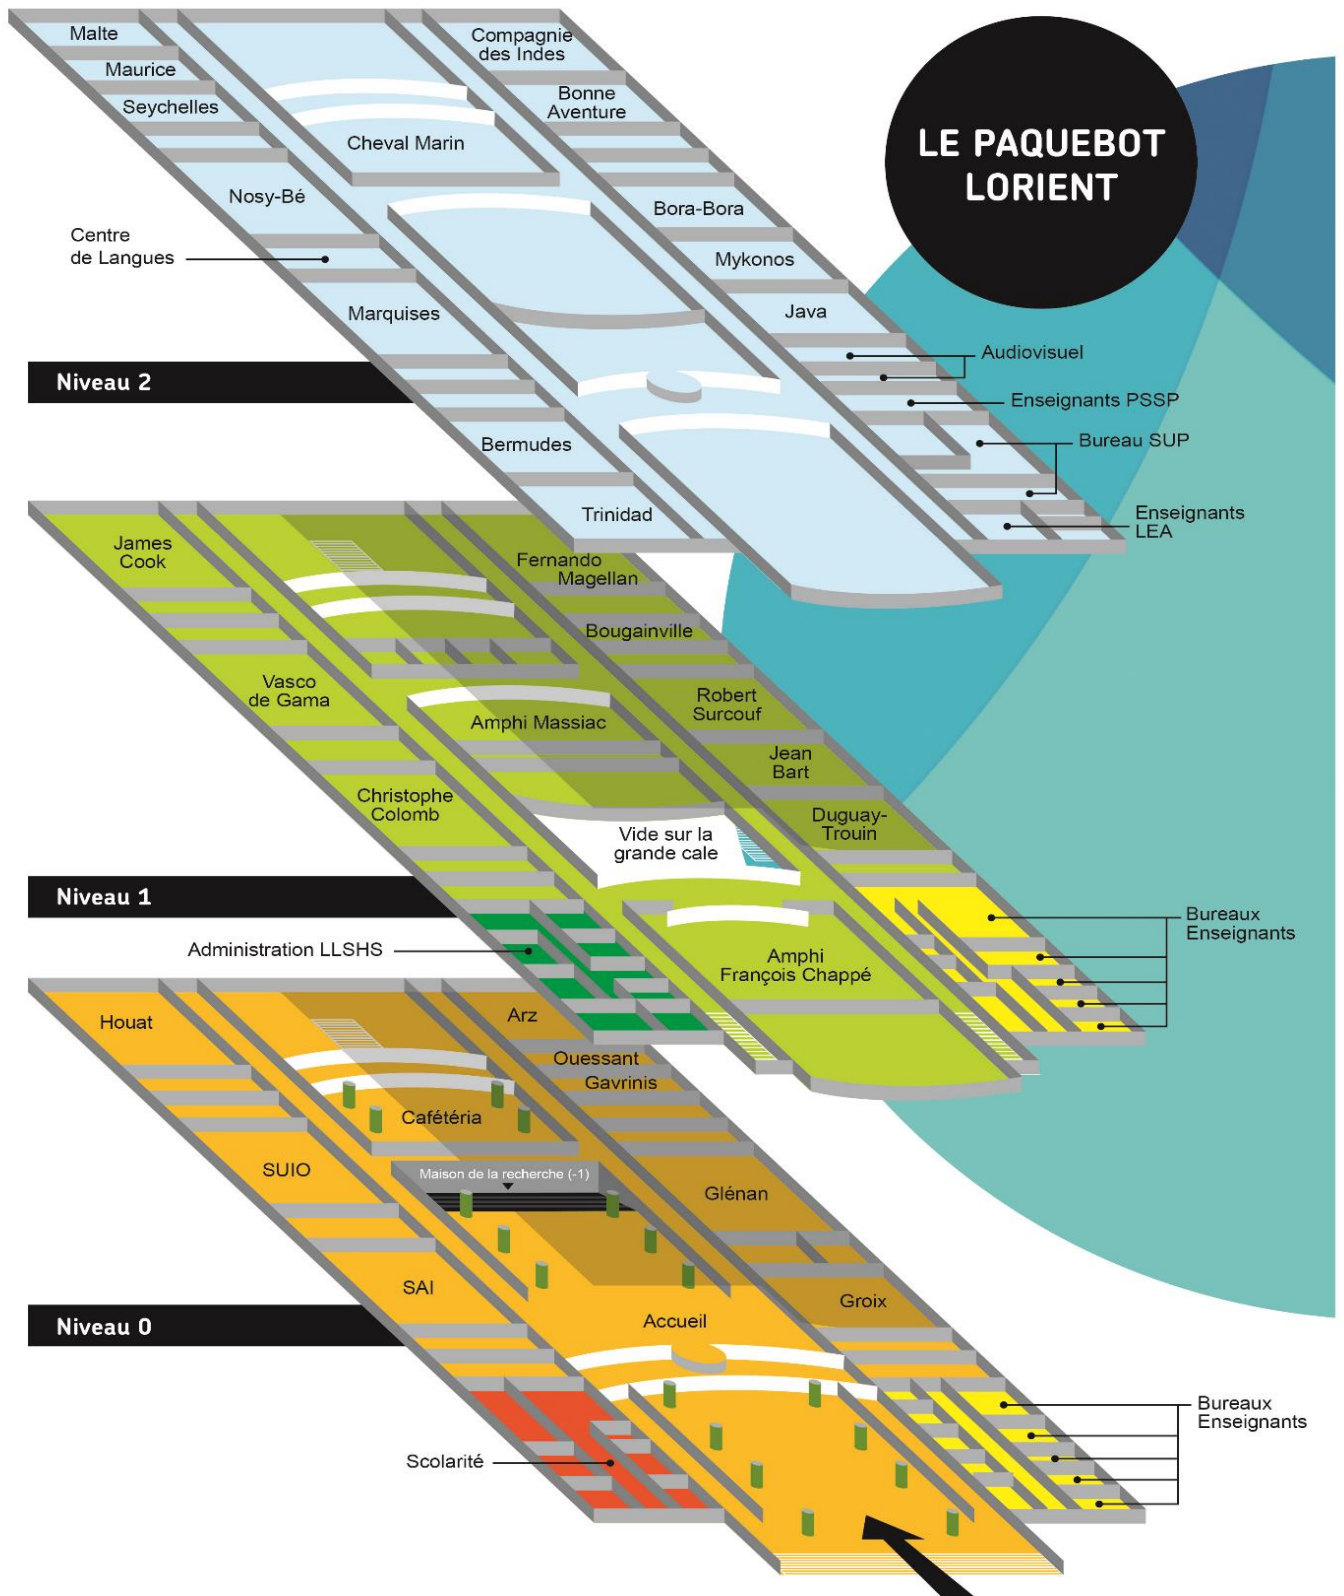 LE PAQUEBOT
LORIENT
Malte
Maurice
Seychelles
Compagnie
des Indes
Bonne
Aventure
Cheval Marin
Nosy-Bé
Bora-Bora
Centre
de Langues
Mykonos
Marquises
Java
Audiovisuel
Niveau 2
Enseignants PSSP
Bermudes
Bureau SUP
Trinidad
Enseignants
LEA
James
Cook
Fernando
Magellan
Bougainville
Vasco
de Gama
Robert
Surcouf
Amphi Massiac
Jean
Bart
Christophe
Colomb
Duguay-
Trouin
Vide sur la
grande cale
Niveau 1
Bureaux
Enseignants
Administration LLSHS
Amphi
François Chappé
Houat
Arz
Ouessant
Gavrinis
Cafétéria
SUIO
Maison de la recherche (-1)
Glénan
SAI
Groix
Accueil
Niveau 0
Bureaux
Enseignants
Scolarité